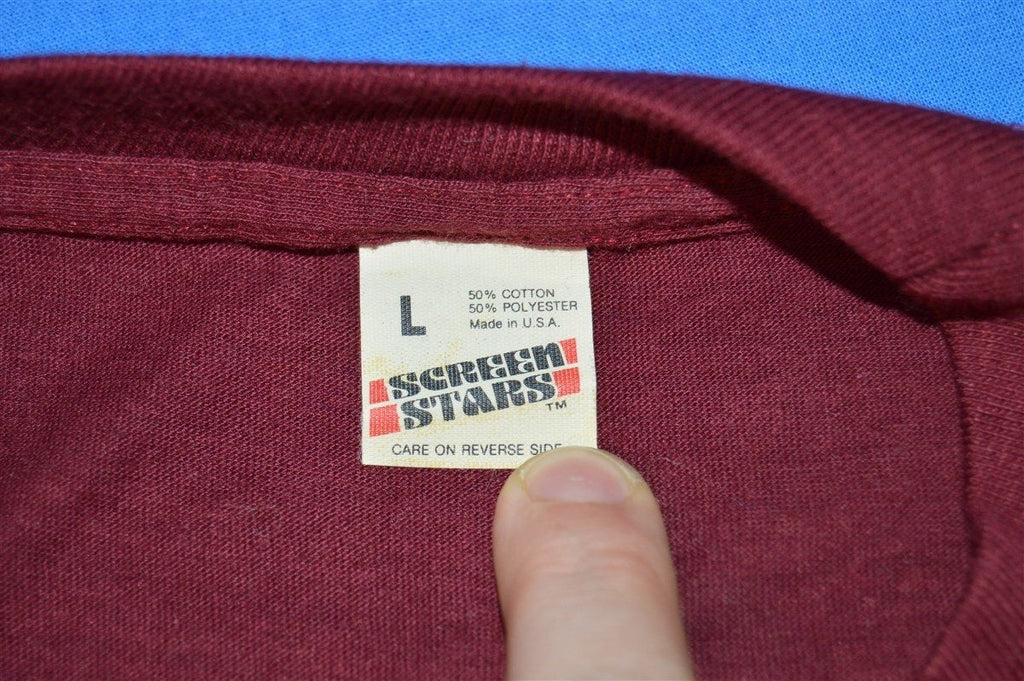 L
50% COTTON
50% POLYESTER
Made in U.S.A.
SCREEN
STARS
TM
CARE ON REVERSE SIDE